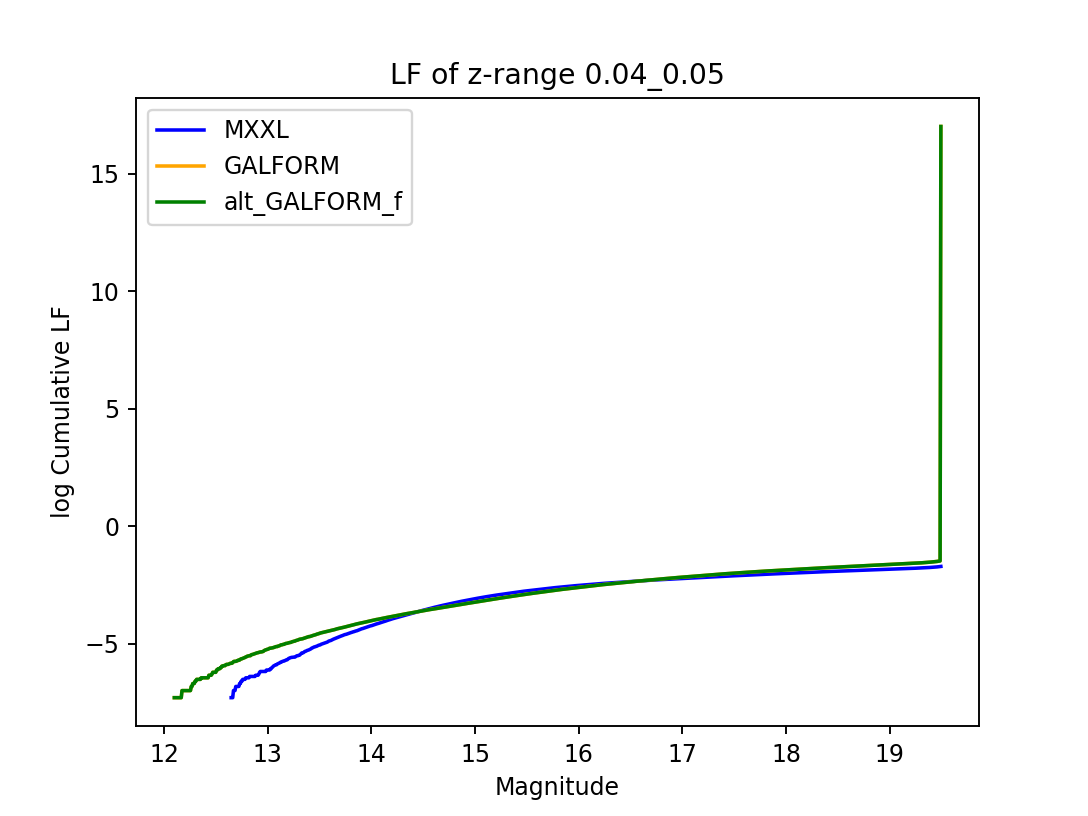 LF of z-range 0.04_0.05
MXXL
GALFORM
alt_GALFORM_f
log Cumulative LF
15
10
5
0
−5
12 13 14 15 16 17 18 19
Magnitude